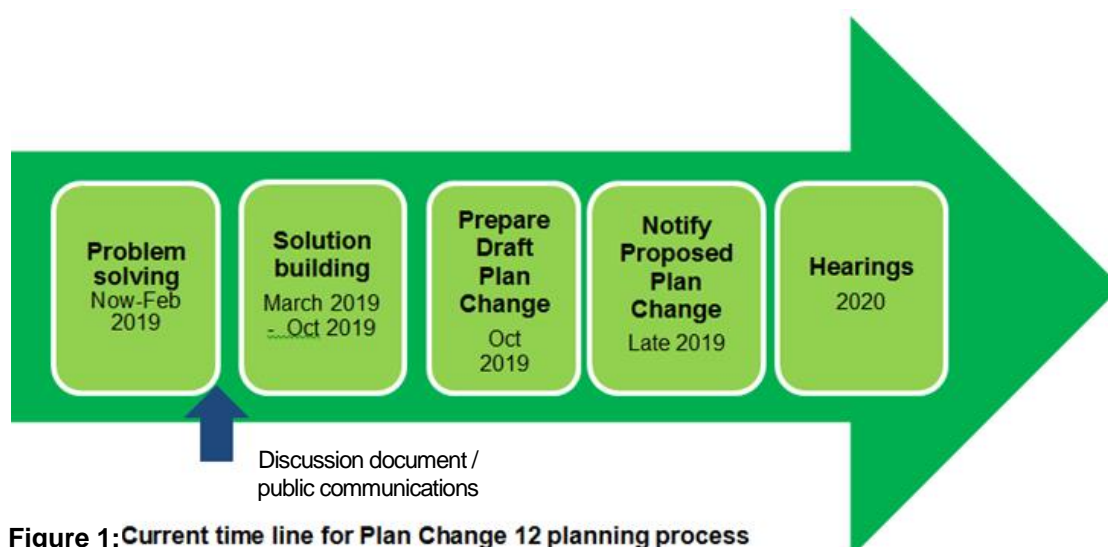 Problem
solving
Now-Feb
2019
Solution
building
March 2019
- Oct 2019
Prepare
Draft
Plan
Change
Oct
2019
Notify
Proposed
Plan
Change
Late 2019
Hearings
2020
Discussion document /
public communications
Figure 1:Current time line for Plan Change 12 planning process